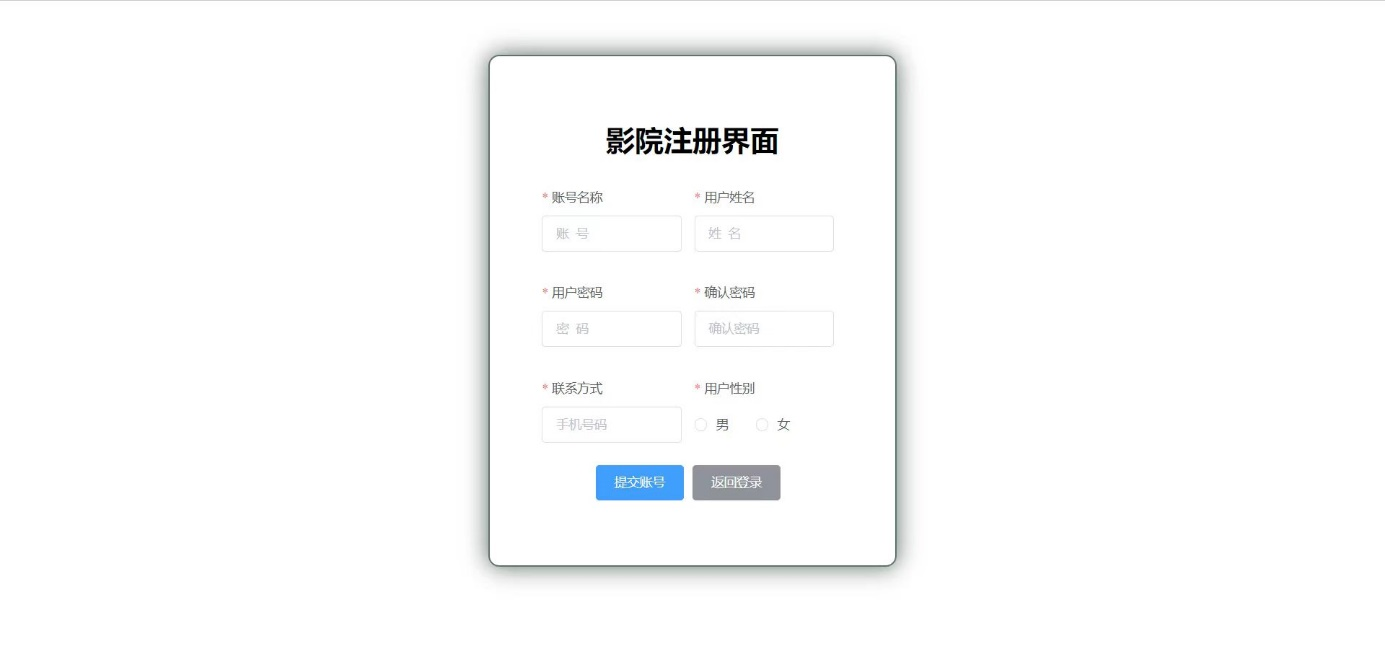 影院注册界面
* 账号名称 * 用户姓名
账 号 姓 名
* 用户密码 * 确认密码
密 码 确认密码
* 联系方式 * 用户性别
手机号码 男 女
提交账号 返回登录